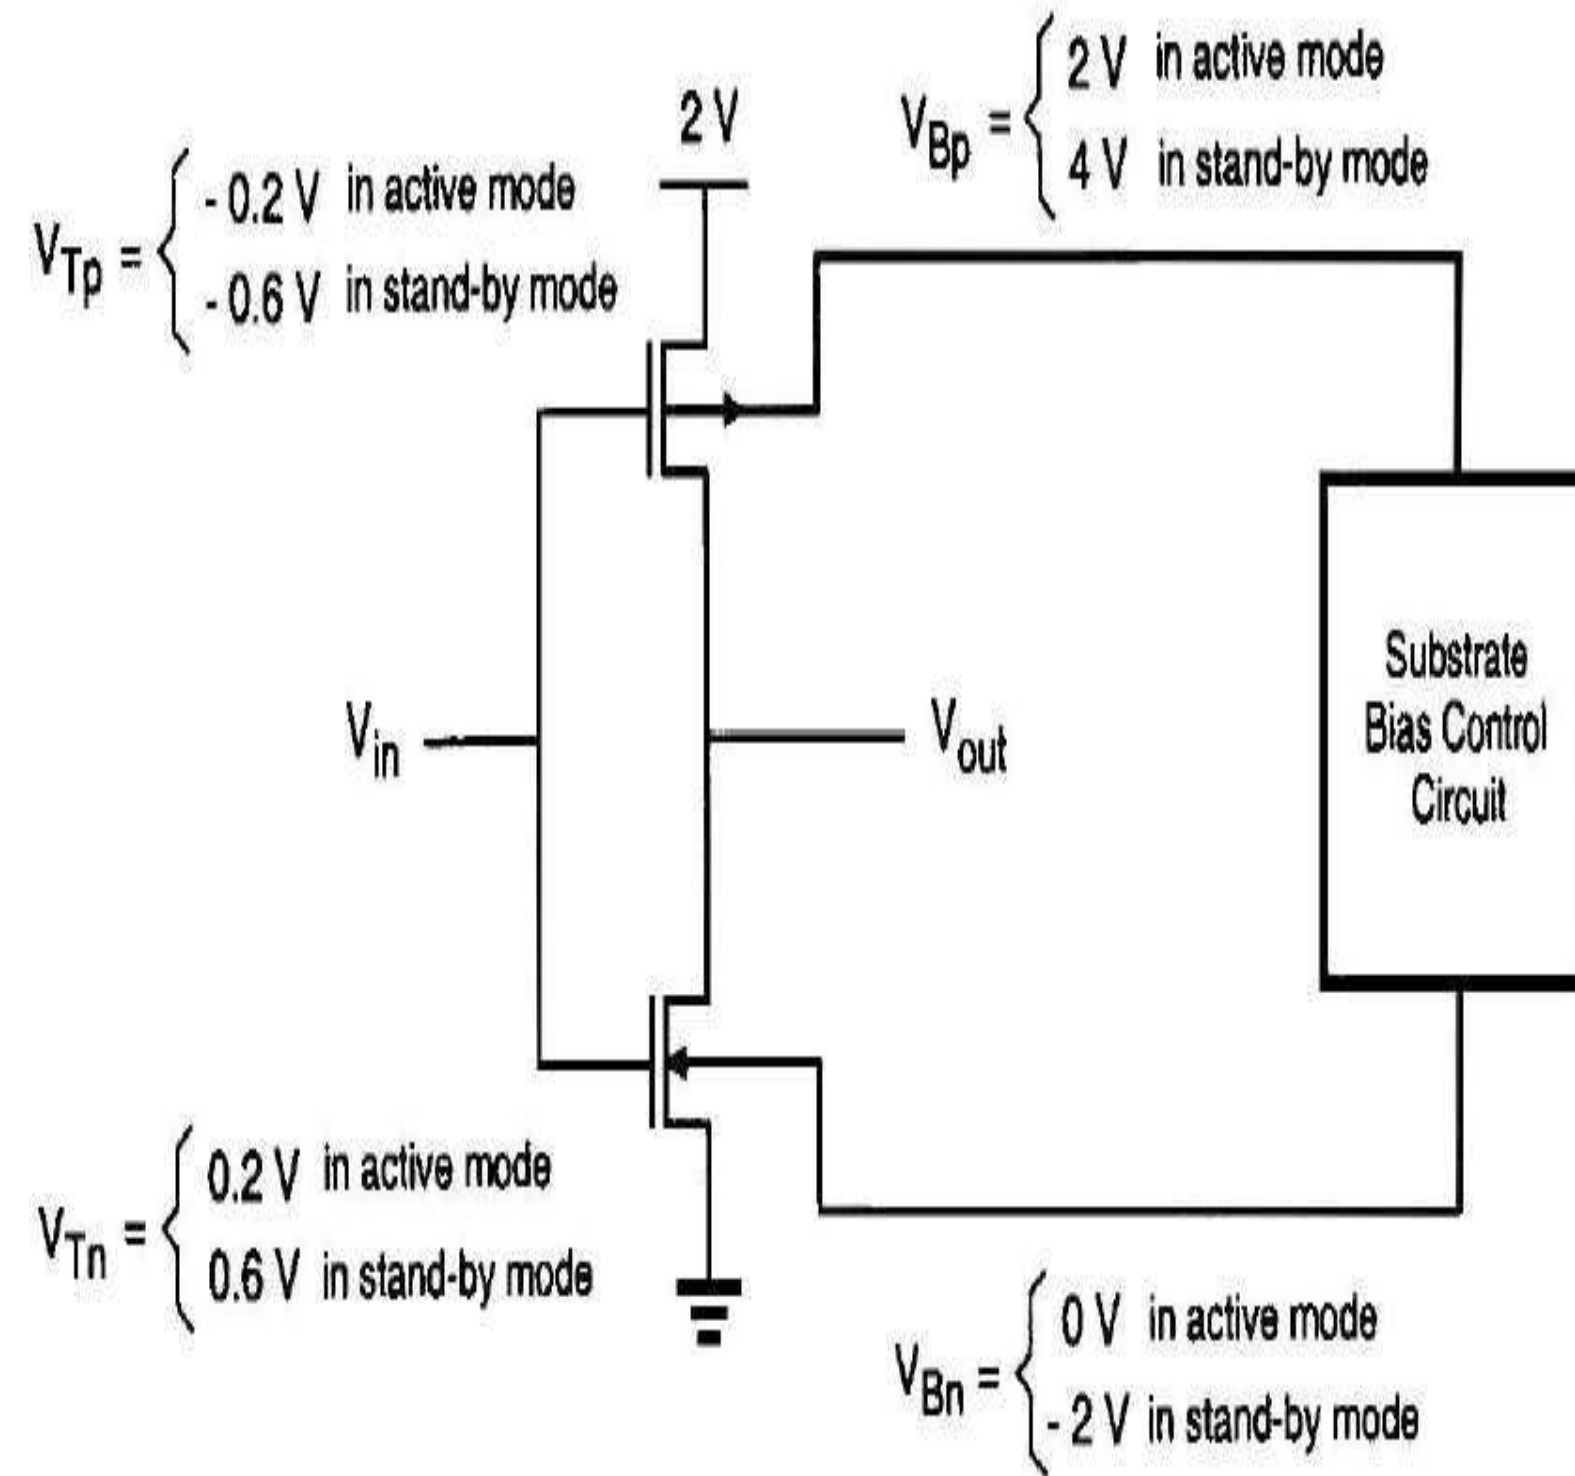 2 V
V_Bp = { 2 V in active mode
4 V in stand-by mode
V_Tp = { - 0.2 V in active mode
- 0.6 V in stand-by mode
V_in
V_out
Substrate
Bias Control
Circuit
V_Tn = { 0.2 V in active mode
0.6 V in stand-by mode
V_Bn = { 0 V in active mode
- 2 V in stand-by mode